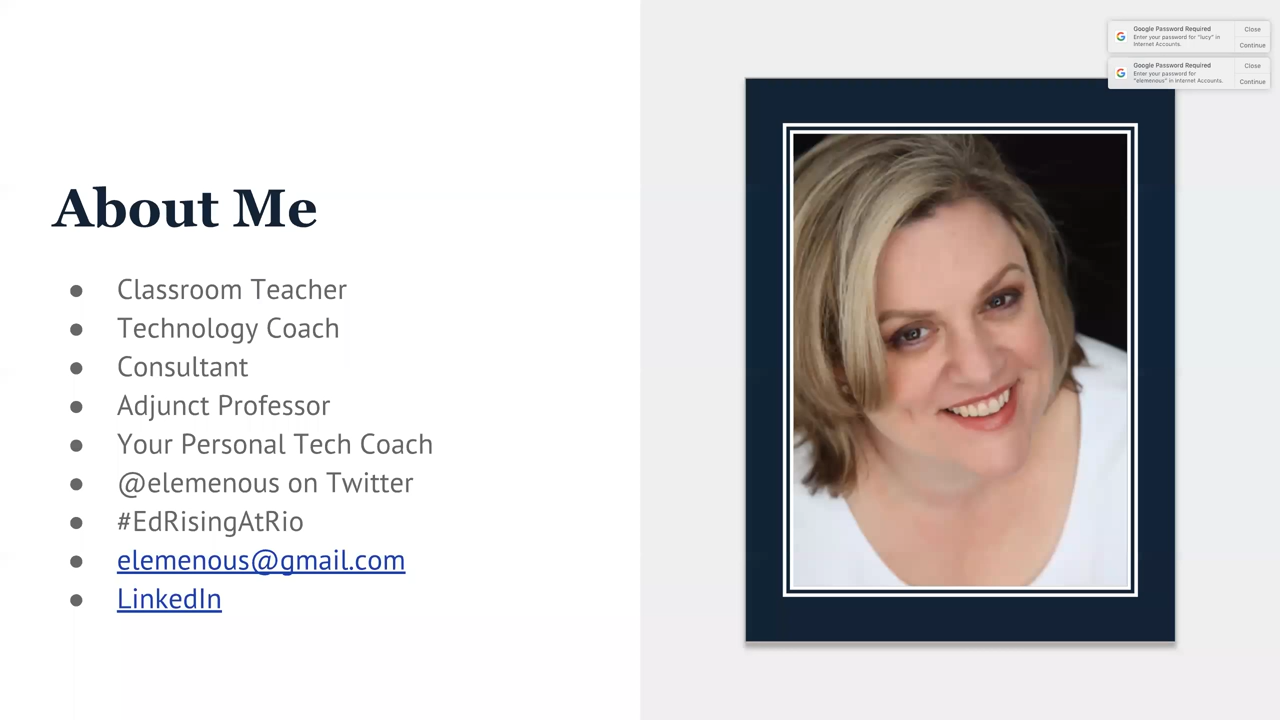 About Me
● Classroom Teacher
● Technology Coach
● Consultant
● Adjunct Professor
● Your Personal Tech Coach
● @elemenous on Twitter
● #EdRisingAtRio
● elemenous@gmail.com
● LinkedIn
Google Password Required
Enter your password for "lucy" in
Internet Accounts.
Close
Continue
Google Password Required
Enter your password for
"elemenous" in Internet Accounts.
Close
Continue